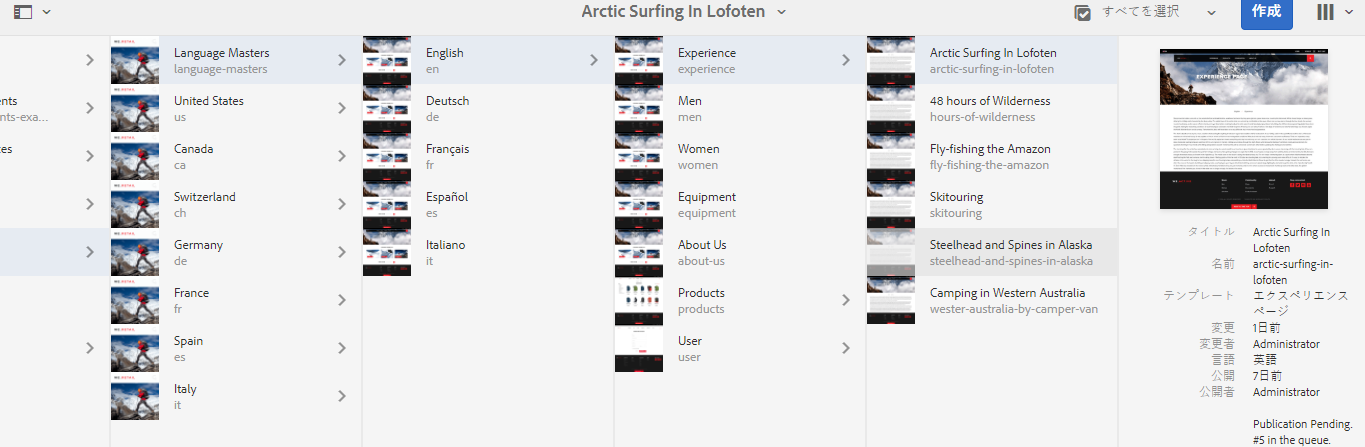 Arctic Surfing In Lofoten
すべてを選択
作成
nts
nts-exa...
es
Language Masters
language-masters
United States
us
Canada
ca
Switzerland
ch
Germany
de
France
fr
Spain
es
Italy
it
English
en
Deutsch
de
Français
fr
Español
es
Italiano
it
Experience
experience
Men
men
Women
women
Equipment
equipment
About Us
about-us
Products
products
User
user
Arctic Surfing In Lofoten
arctic-surfing-in-lofoten
48 hours of Wilderness
hours-of-wilderness
Fly-fishing the Amazon
fly-fishing-the-amazon
Skitouring
skitouring
Steelhead and Spines in Alaska
steelhead-and-spines-in-alaska
Camping in Western Australia
wester-australia-by-camper-van
EXPERIENCE PAGE
タイトル Arctic Surfing In
Lofoten
名前 arctic-surfing-in-
lofoten
テンプレート エクスペリエンス
ページ
変更 1日前
変更者 Administrator
言語 英語
公開 7日前
公開者 Administrator
Publication Pending.
#5 in the queue.